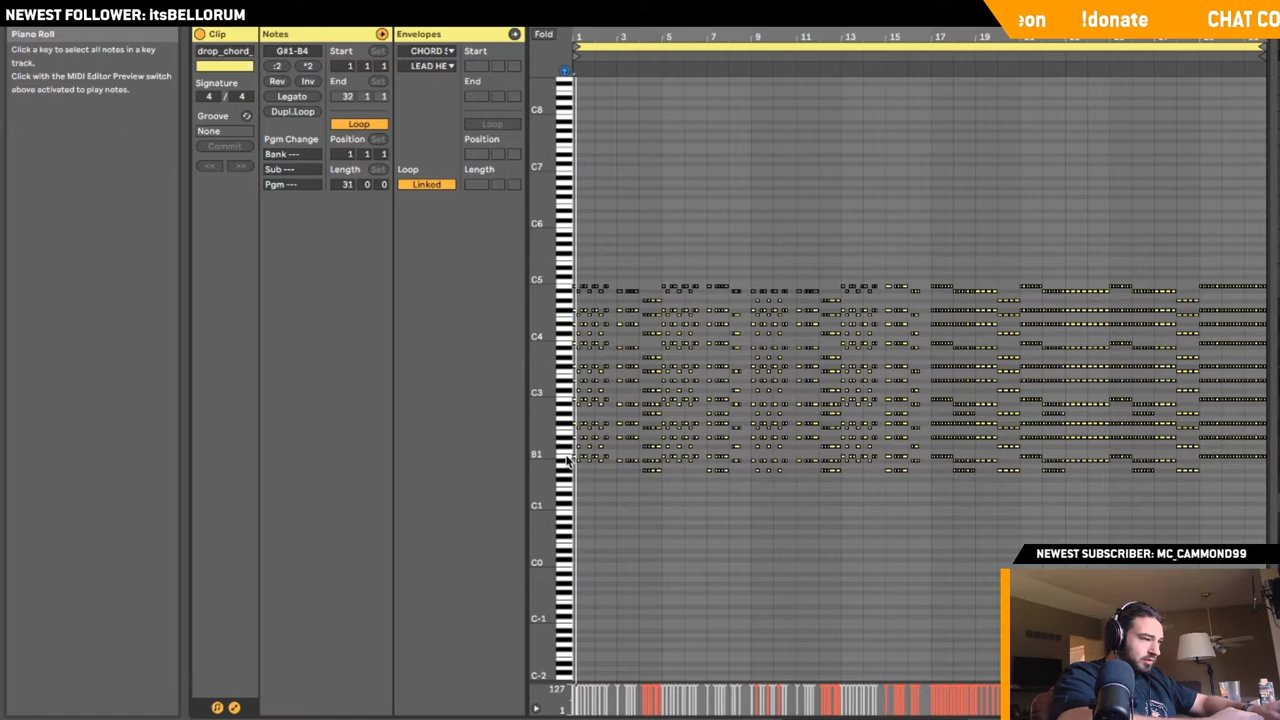 NEWEST FOLLOWER: itsBELLORUM
eon !donate CHAT CO
Piano Roll
Click a key to select all notes in a key
track.
Click with the MIDI Editor Preview switch
above activated to play notes.
Clip
drop_chord_
Signature
4 / 4
Groove
None
Commit
<< >>
Notes
G#1-B4
:2 *2
Rev Inv
Legato
Dupl.Loop
Pgm Change
Bank ---
Sub ---
Pgm ---
Start Set
1 1 1
End Set
32 1 1
Loop
Position Set
1 1 1
Length Set
31 0 0
Envelopes
CHORD S
LEAD HE
Loop
Linked
Start
End
Loop
Position
Length
Fold
1 3 5 7 9 11 13 15 17 19
C8
C7
C6
C5
C4
C3
B1
C1
C0
C-1
C-2
127
1
NEWEST SUBSCRIBER: MC_CAMMOND99